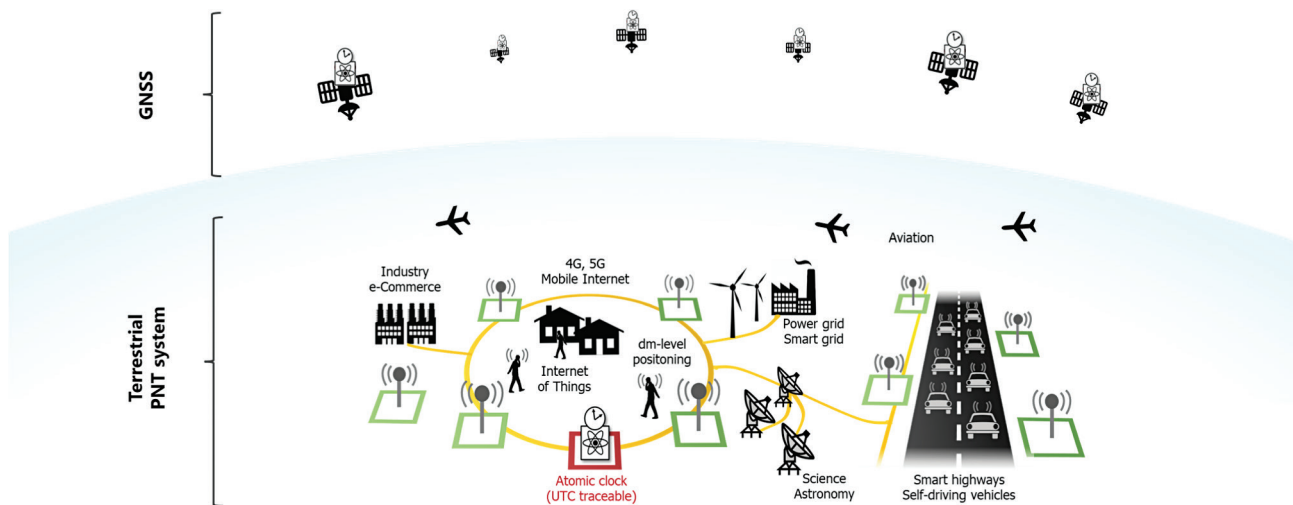 GNSS
Terrestrial
PNT system
Aviation
Industry
e-Commerce
4G, 5G
Mobile Internet
Power grid
Smart grid
dm-level
positoning
Internet
of Things
Atomic clock
(UTC traceable)
Science
Astronomy
Smart highways
Self-driving vehicles